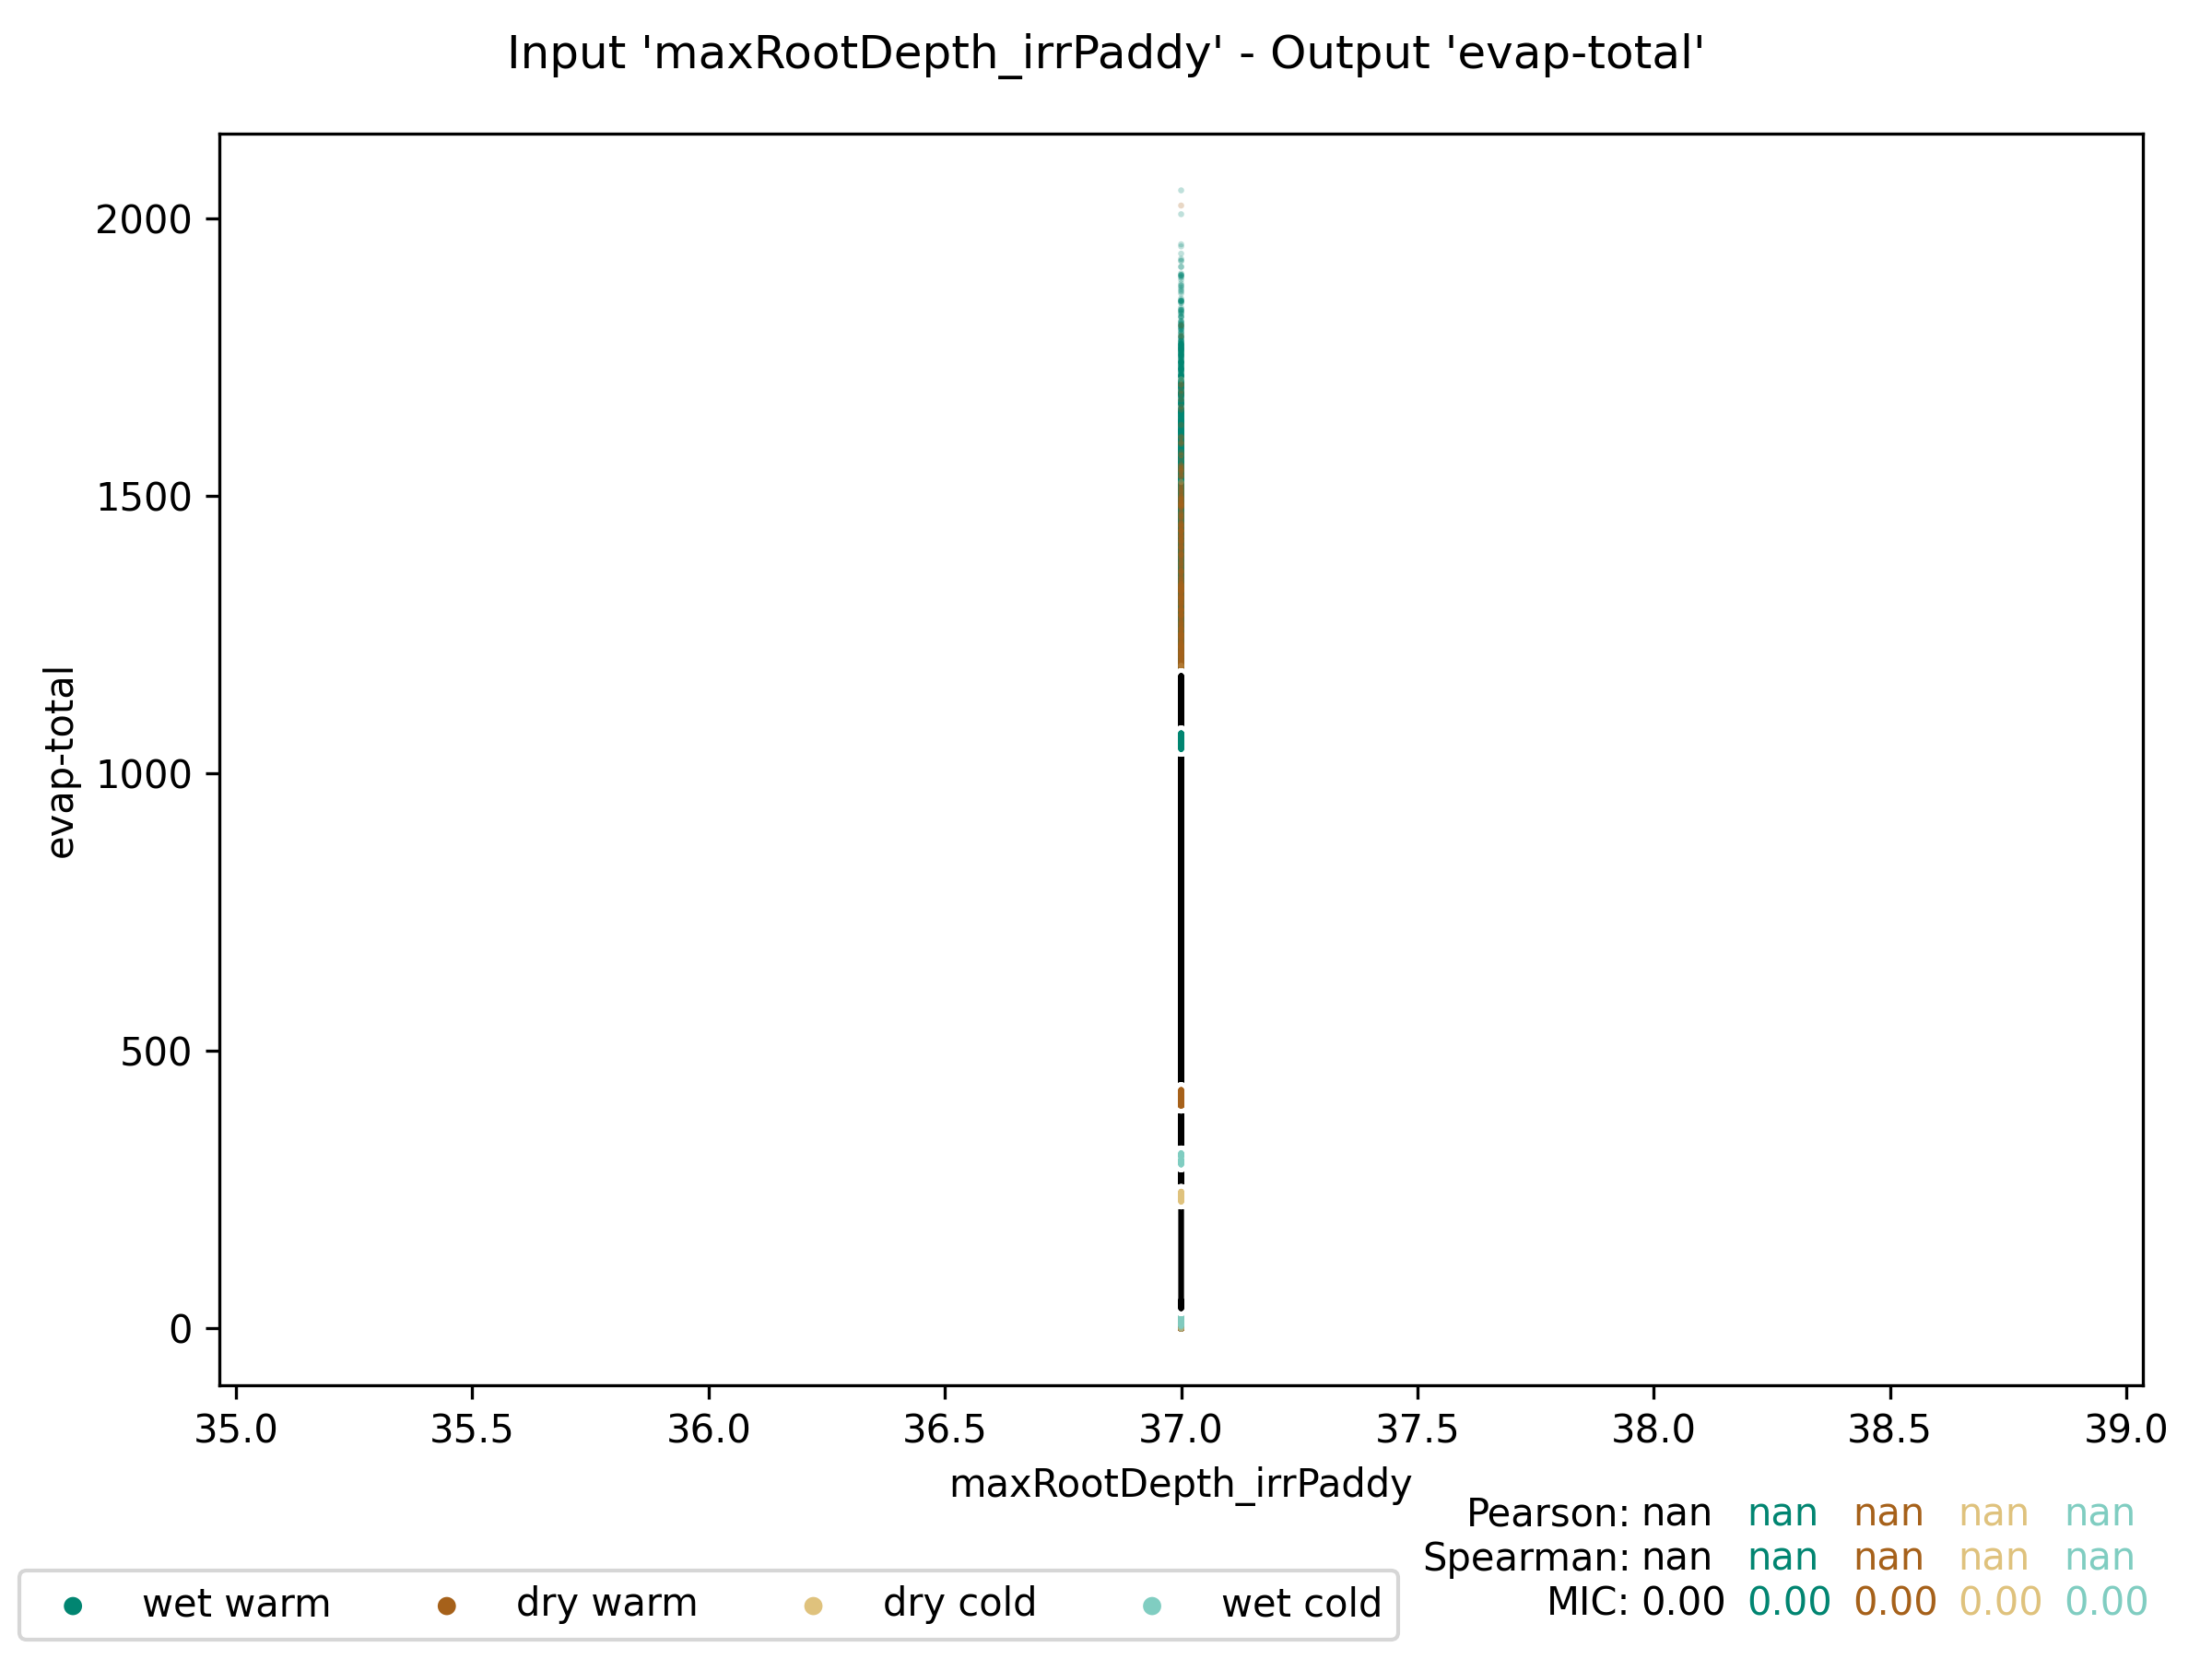 Input 'maxRootDepth_irrPaddy' - Output 'evap-total'
2000
1500
1000
500
0
evap-total
35.0 35.5 36.0 36.5 37.0 37.5 38.0 38.5 39.0
maxRootDepth_irrPaddy
Pearson: nan nan nan nan nan
Spearman: nan nan nan nan nan
MIC: 0.00 0.00 0.00 0.00 0.00
wet warm dry warm dry cold wet cold